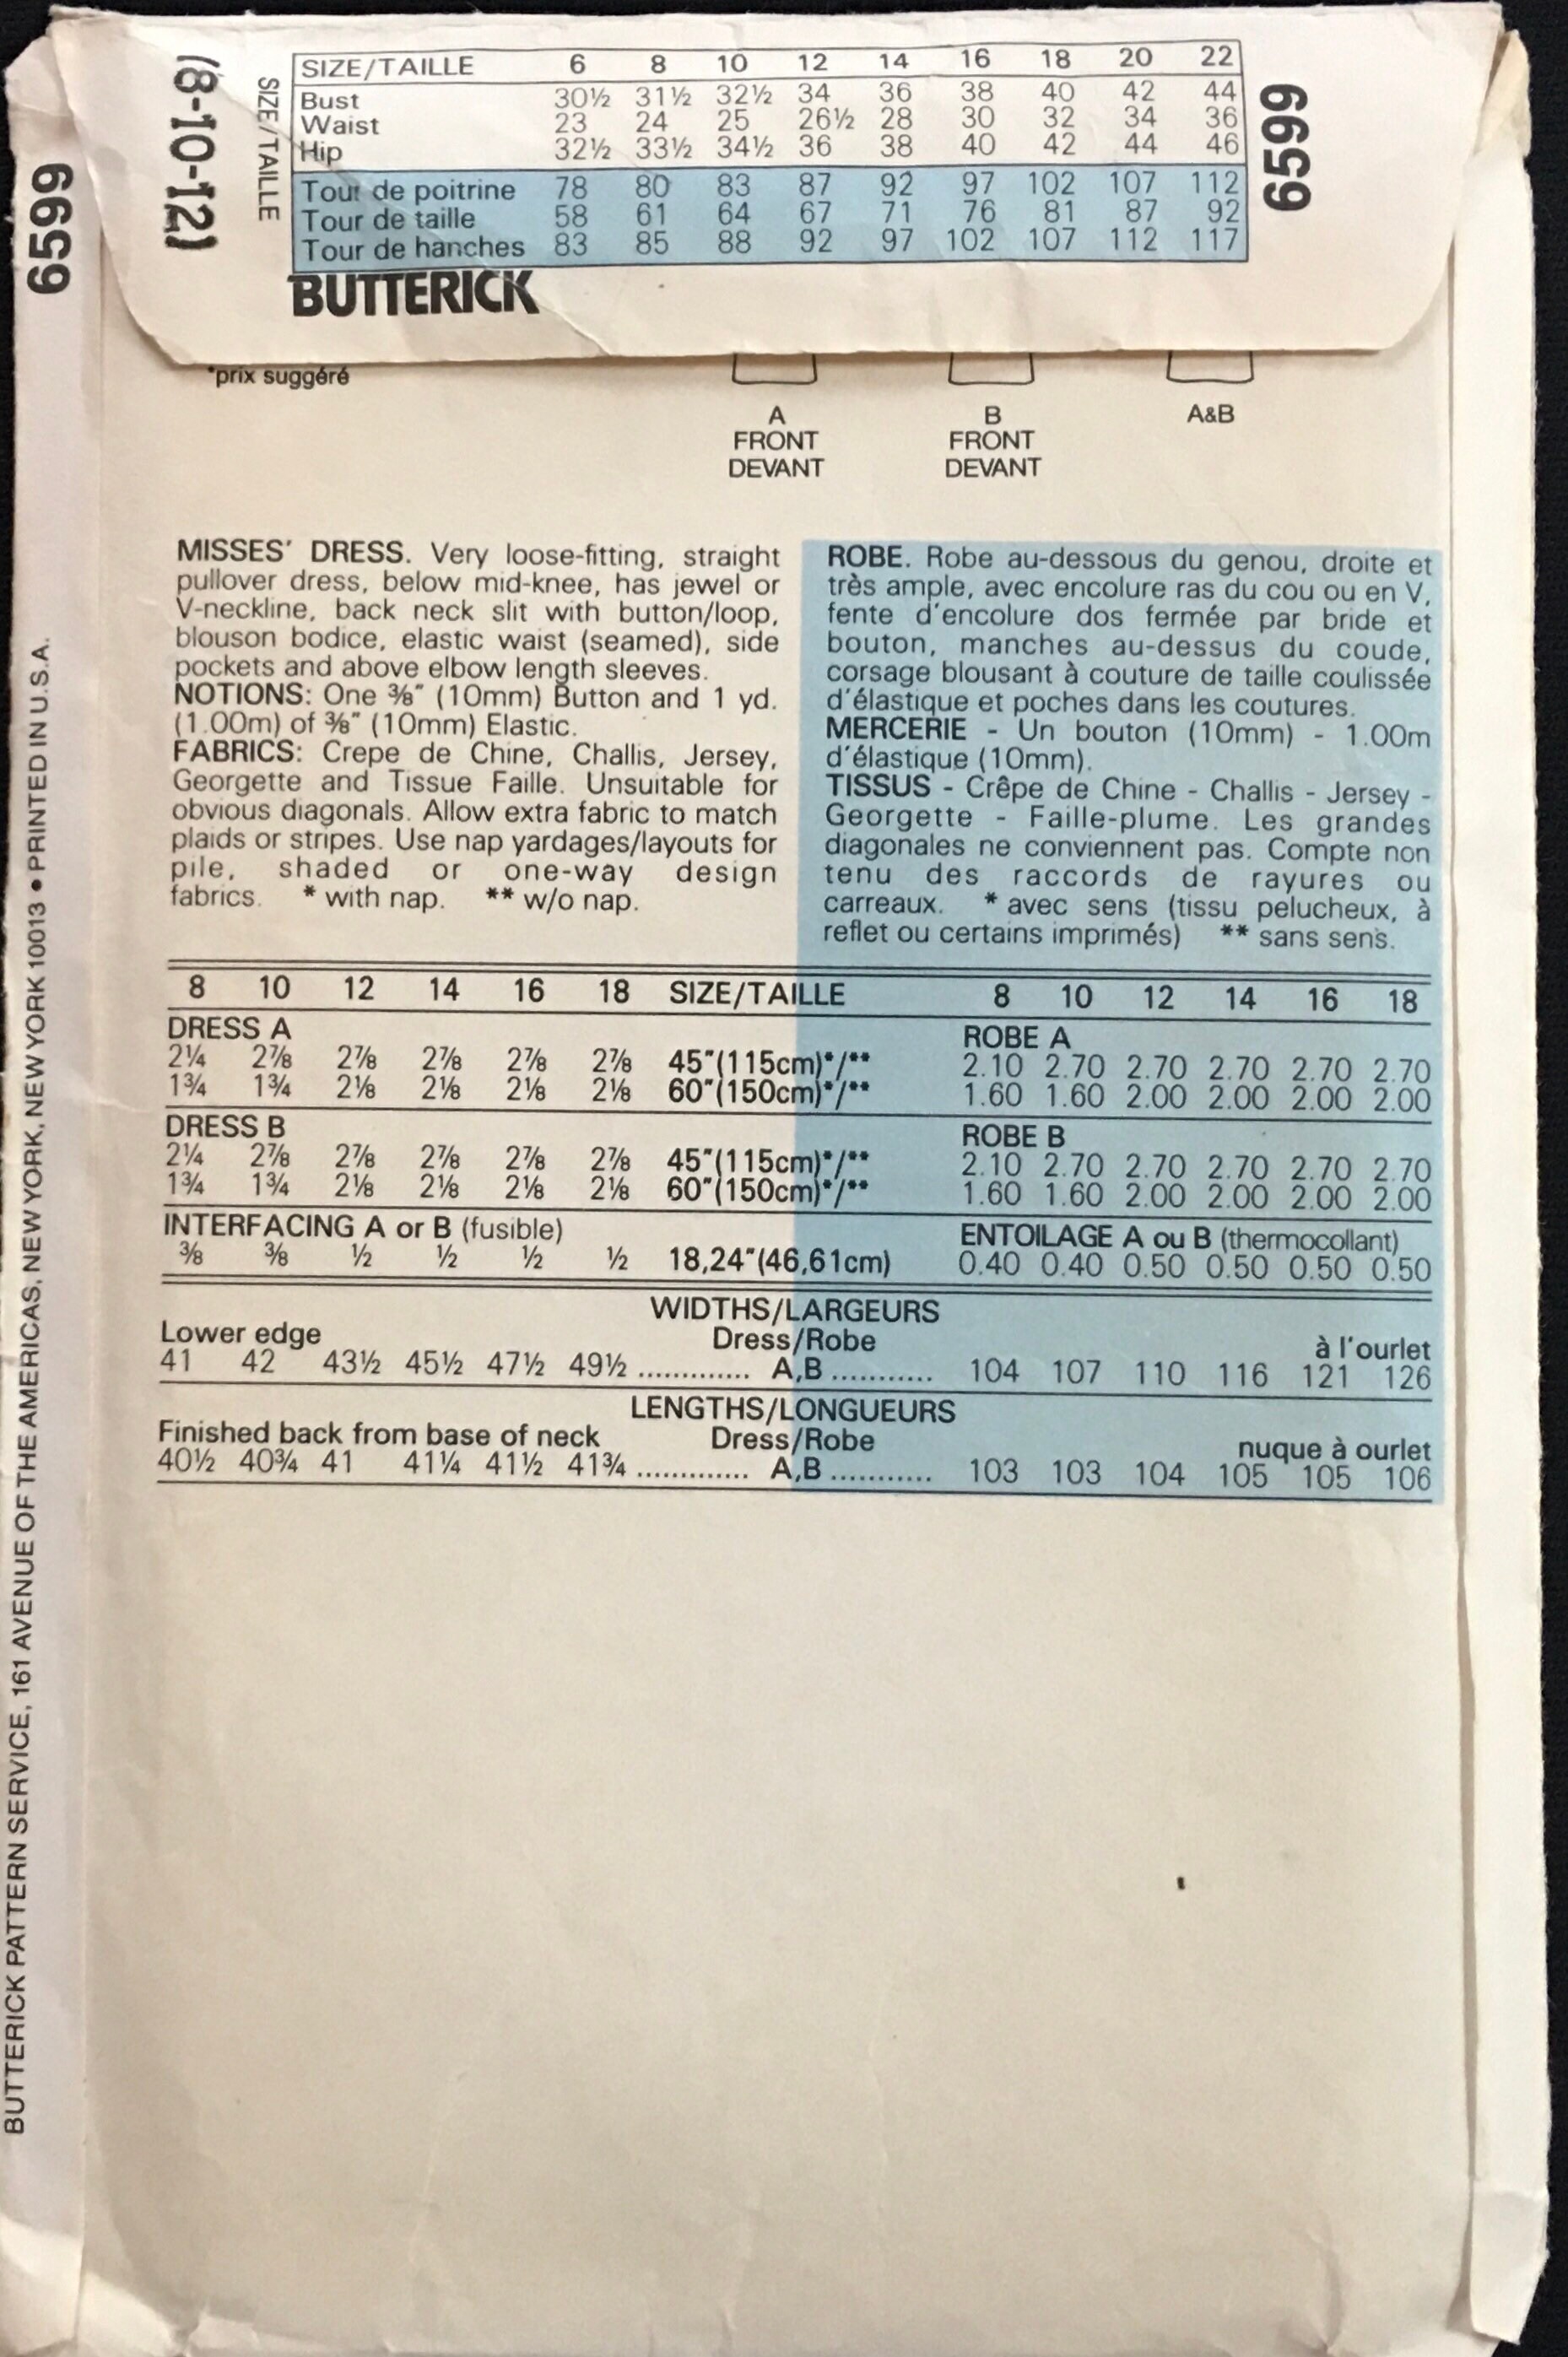 SIZE/TAILLE 6 8 10 12 14 16 18 20 22
Bust 30½ 31½ 32½ 34 36 38 40 42 44
Waist 23 24 25 26½ 28 30 32 34 36
Hip 32½ 33½ 34½ 36 38 40 42 44 46
Tour de poitrine 78 80 83 87 92 97 102 107 112
Tour de taille 58 61 64 67 71 76 81 87 92
Tour de hanches 83 85 88 92 97 102 107 112 117
BUTTERICK
SIZE/TAILLE
(8-10-12)
6599
6599
BUTTERICK PATTERN SERVICE, 161 AVENUE OF THE AMERICAS, NEW YORK, NEW YORK 10013 • PRINTED IN U.S.A.
*prix suggéré
A
FRONT
DEVANT
B
FRONT
DEVANT
A&B
MISSES' DRESS. Very loose-fitting, straight
pullover dress, below mid-knee, has jewel or
V-neckline, back neck slit with button/loop,
blouson bodice, elastic waist (seamed), side
pockets and above elbow length sleeves.
NOTIONS: One ⅜" (10mm) Button and 1 yd.
(1.00m) of ⅜" (10mm) Elastic.
FABRICS: Crepe de Chine, Challis, Jersey,
Georgette and Tissue Faille. Unsuitable for
obvious diagonals. Allow extra fabric to match
plaids or stripes. Use nap yardages/layouts for
pile, shaded or one-way design
fabrics. * with nap. ** w/o nap.
ROBE. Robe au-dessous du genou, droite et
très ample, avec encolure ras du cou ou en V,
fente d'encolure dos fermée par bride et
bouton, manches au-dessus du coude,
corsage blousant à couture de taille coulissée
d'élastique et poches dans les coutures.
MERCERIE - Un bouton (10mm) - 1.00m
d'élastique (10mm).
TISSUS - Crêpe de Chine - Challis - Jersey -
Georgette - Faille-plume. Les grandes
diagonales ne conviennent pas. Compte non
tenu des raccords de rayures ou
carreaux. * avec sens (tissu pelucheux, à
reflet ou certains imprimés) ** sans sens.
8 10 12 14 16 18 SIZE/TAILLE 8 10 12 14 16 18
DRESS A ROBE A
2¼ 2⅞ 2⅞ 2⅞ 2⅞ 2⅞ 45"(115cm)*/** 2.10 2.70 2.70 2.70 2.70 2.70
1¾ 1¾ 2⅛ 2⅛ 2⅛ 2⅛ 60"(150cm)*/** 1.60 1.60 2.00 2.00 2.00 2.00
DRESS B ROBE B
2¼ 2⅞ 2⅞ 2⅞ 2⅞ 2⅞ 45"(115cm)*/** 2.10 2.70 2.70 2.70 2.70 2.70
1¾ 1¾ 2⅛ 2⅛ 2⅛ 2⅛ 60"(150cm)*/** 1.60 1.60 2.00 2.00 2.00 2.00
INTERFACING A or B (fusible) ENTOILAGE A ou B (thermocollant)
⅜ ⅜ ½ ½ ½ ½ 18,24"(46,61cm) 0.40 0.40 0.50 0.50 0.50 0.50
WIDTHS/LARGEURS
Lower edge Dress/Robe à l'ourlet
41 42 43½ 45½ 47½ 49½ ............. A,B ........... 104 107 110 116 121 126
LENGTHS/LONGUEURS
Finished back from base of neck Dress/Robe nuque à ourlet
40½ 40¾ 41 41¼ 41½ 41¾ ............. A,B ........... 103 103 104 105 105 106